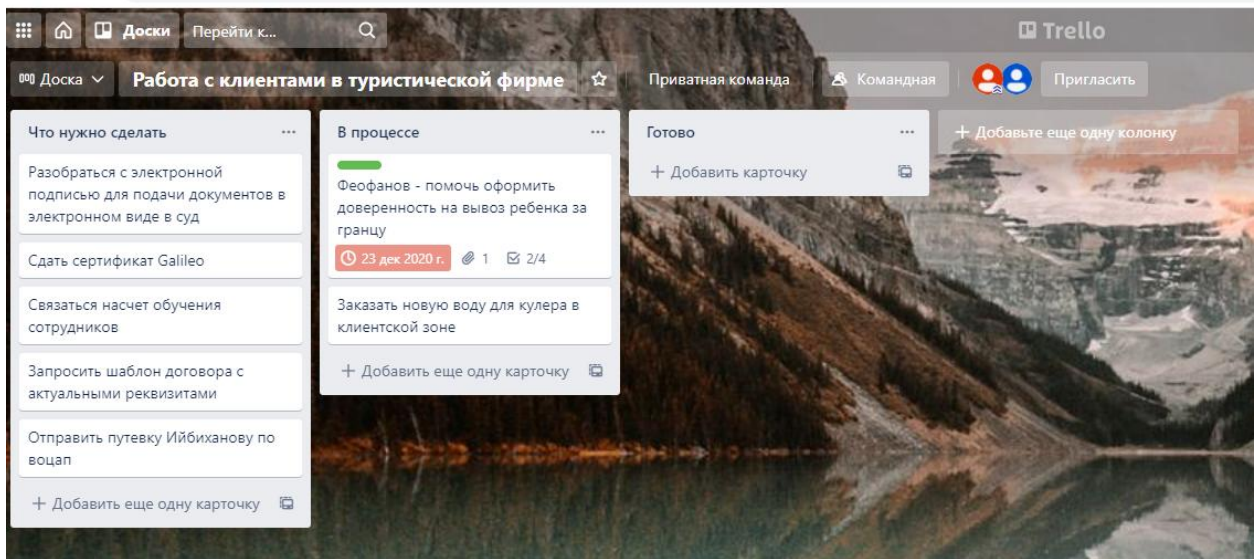 Доски
Перейти к...
Trello
Доска
Работа с клиентами в туристической фирме
Приватная команда
Командная
Пригласить
Что нужно сделать
Разобраться с электронной
подписью для подачи документов в
электронном виде в суд
Сдать сертификат Galileo
Связаться насчет обучения
сотрудников
Запросить шаблон договора с
актуальными реквизитами
Отправить путевку Ийбиханову по
воцап
+ Добавить еще одну карточку
В процессе
Феофанов - помочь оформить
доверенность на вывоз ребенка за
гранцу
23 дек 2020 г. 1 2/4
Заказать новую воду для кулера в
клиентской зоне
+ Добавить еще одну карточку
Готово
+ Добавить карточку
+ Добавьте еще одну колонку